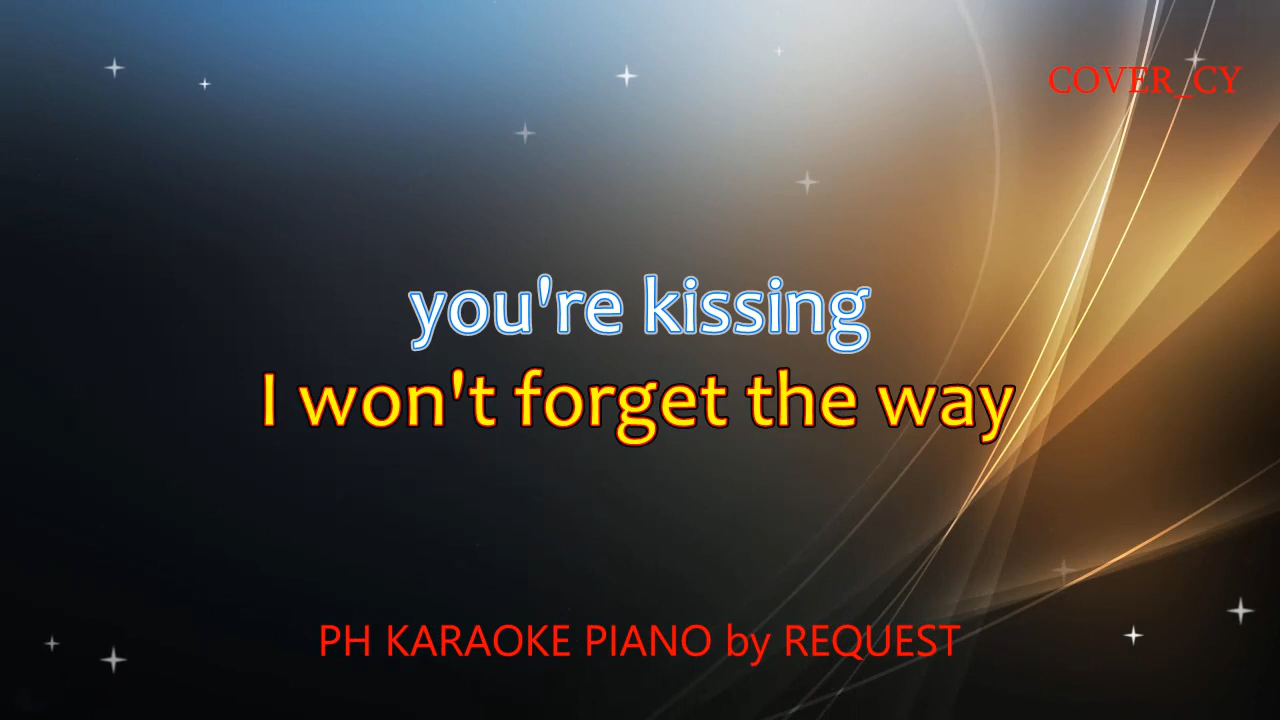 COVER_CY
you're kissing
I won't forget the way
PH KARAOKE PIANO by REQUEST